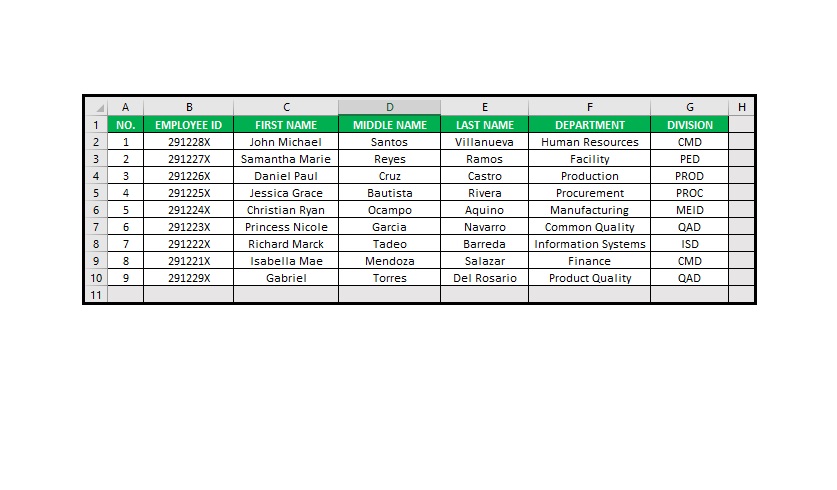 A B C D E F G H
1 NO. EMPLOYEE ID FIRST NAME MIDDLE NAME LAST NAME DEPARTMENT DIVISION
2 1 291228X John Michael Santos Villanueva Human Resources CMD
3 2 291227X Samantha Marie Reyes Ramos Facility PED
4 3 291226X Daniel Paul Cruz Castro Production PROD
5 4 291225X Jessica Grace Bautista Rivera Procurement PROC
6 5 291224X Christian Ryan Ocampo Aquino Manufacturing MEID
7 6 291223X Princess Nicole Garcia Navarro Common Quality QAD
8 7 291222X Richard Marck Tadeo Barreda Information Systems ISD
9 8 291221X Isabella Mae Mendoza Salazar Finance CMD
10 9 291229X Gabriel Torres Del Rosario Product Quality QAD
11